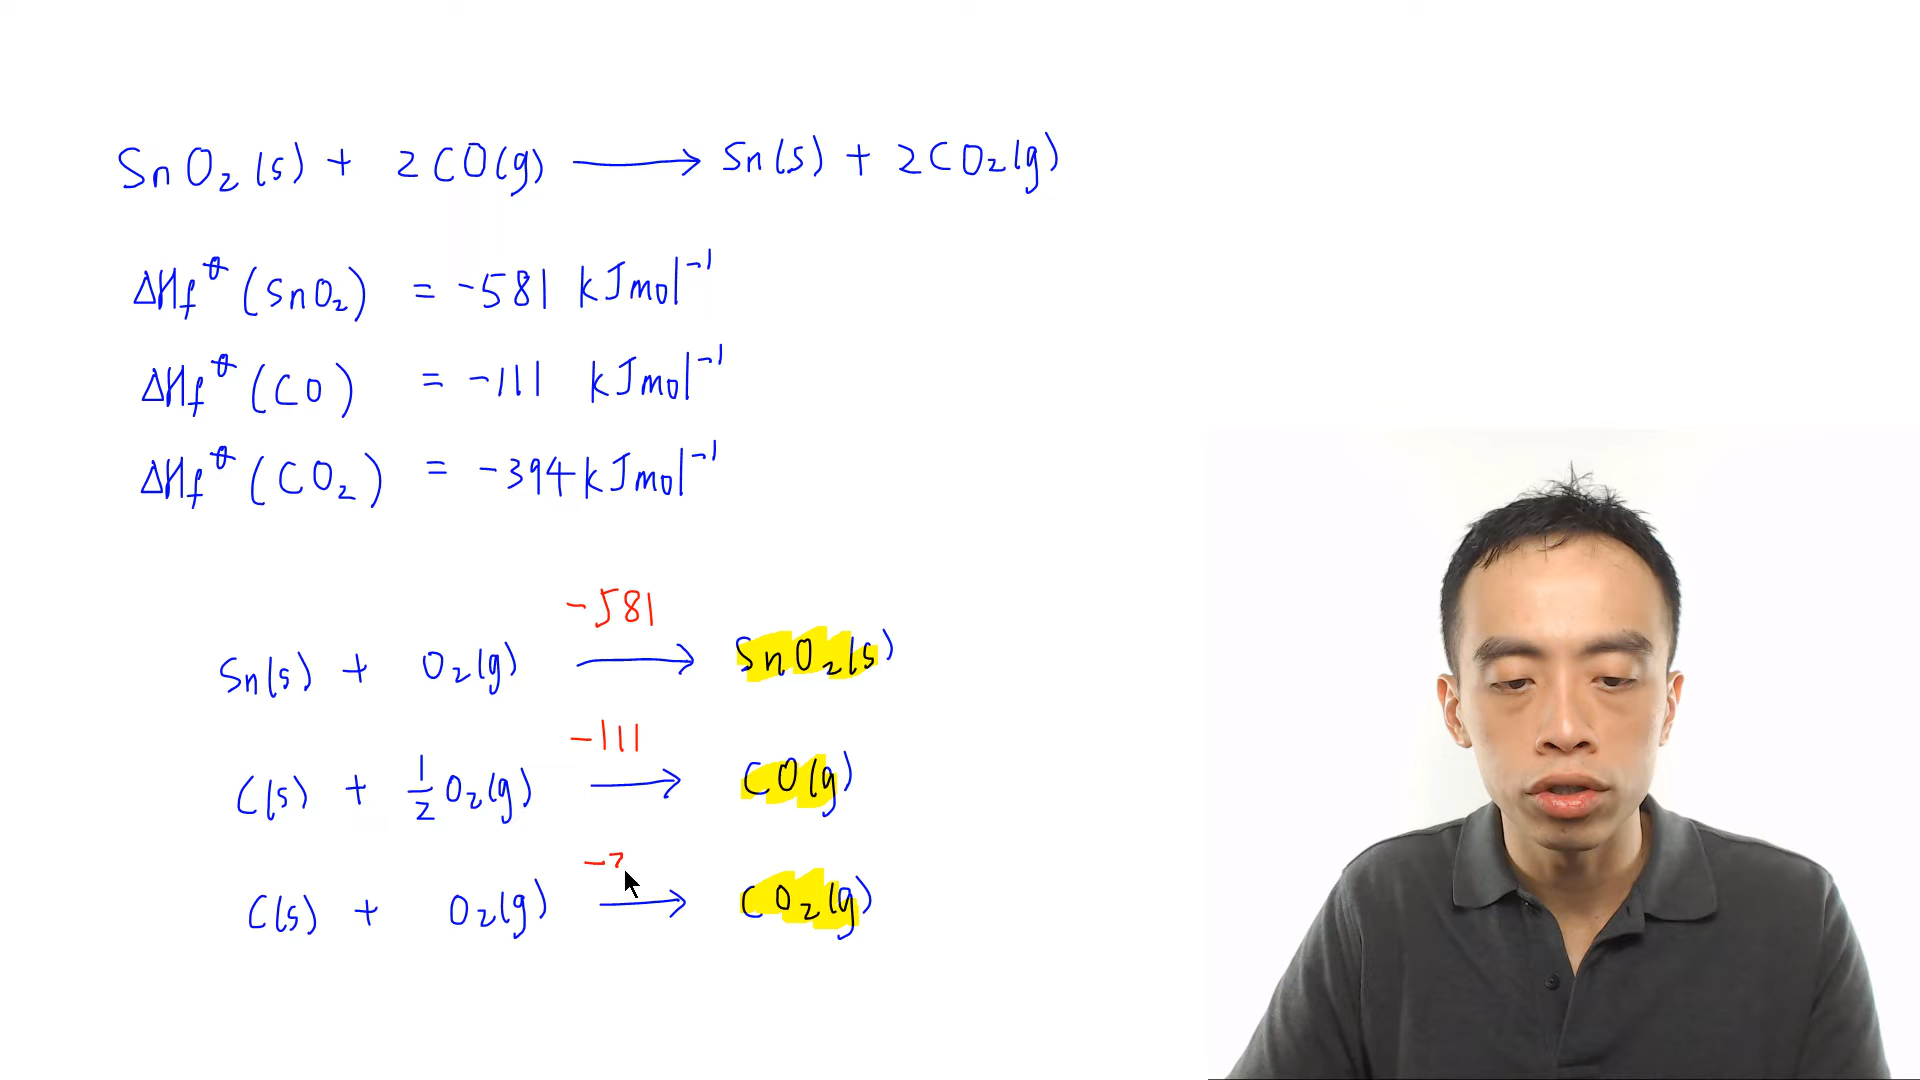 SnO₂(s) + 2CO(g) ⟶ Sn(s) + 2CO₂(g)
ΔHf⦵ (SnO₂) = -581 kJmol⁻¹
ΔHf⦵ (CO) = -111 kJmol⁻¹
ΔHf⦵ (CO₂) = -394 kJmol⁻¹
-581
Sn(s) + O₂(g) ⟶ SnO₂(s)
-111
C(s) + ½O₂(g) ⟶ CO(g)
-
C(s) + O₂(g) ⟶ CO₂(g)